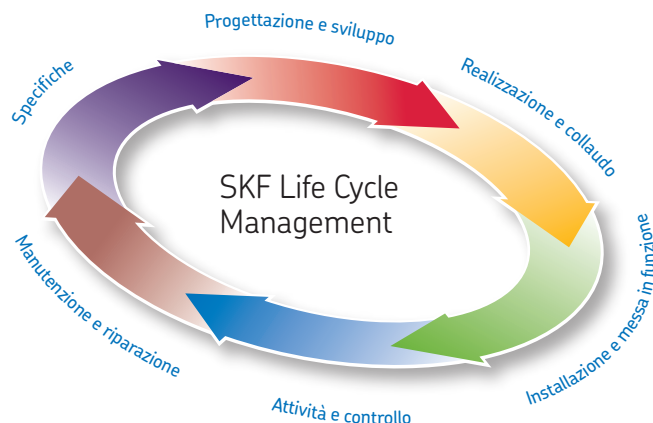 Progettazione e sviluppo
Specifiche
Realizzazione e collaudo
SKF Life Cycle
Management
Installazione e messa in funzione
Manutenzione e riparazione
Attività e controllo